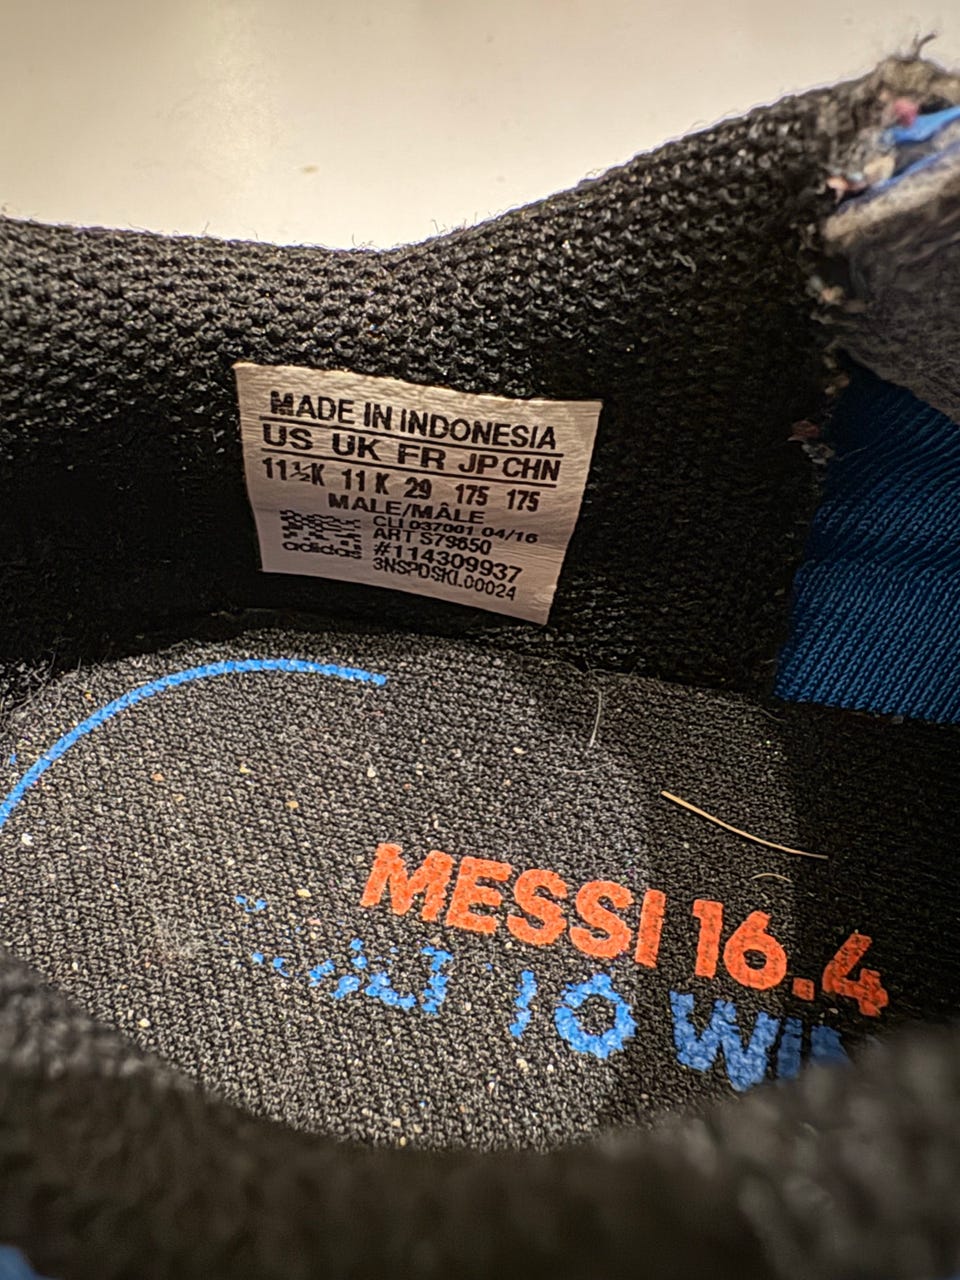 MADE IN INDONESIA
US UK FR JP CHN
11½K 11K 29 175 175
MALE/MÂLE
CLI 037001 04/16
ART S79650
adidas
#114309937
3NSPDSKL00024
MESSI 16.4
10